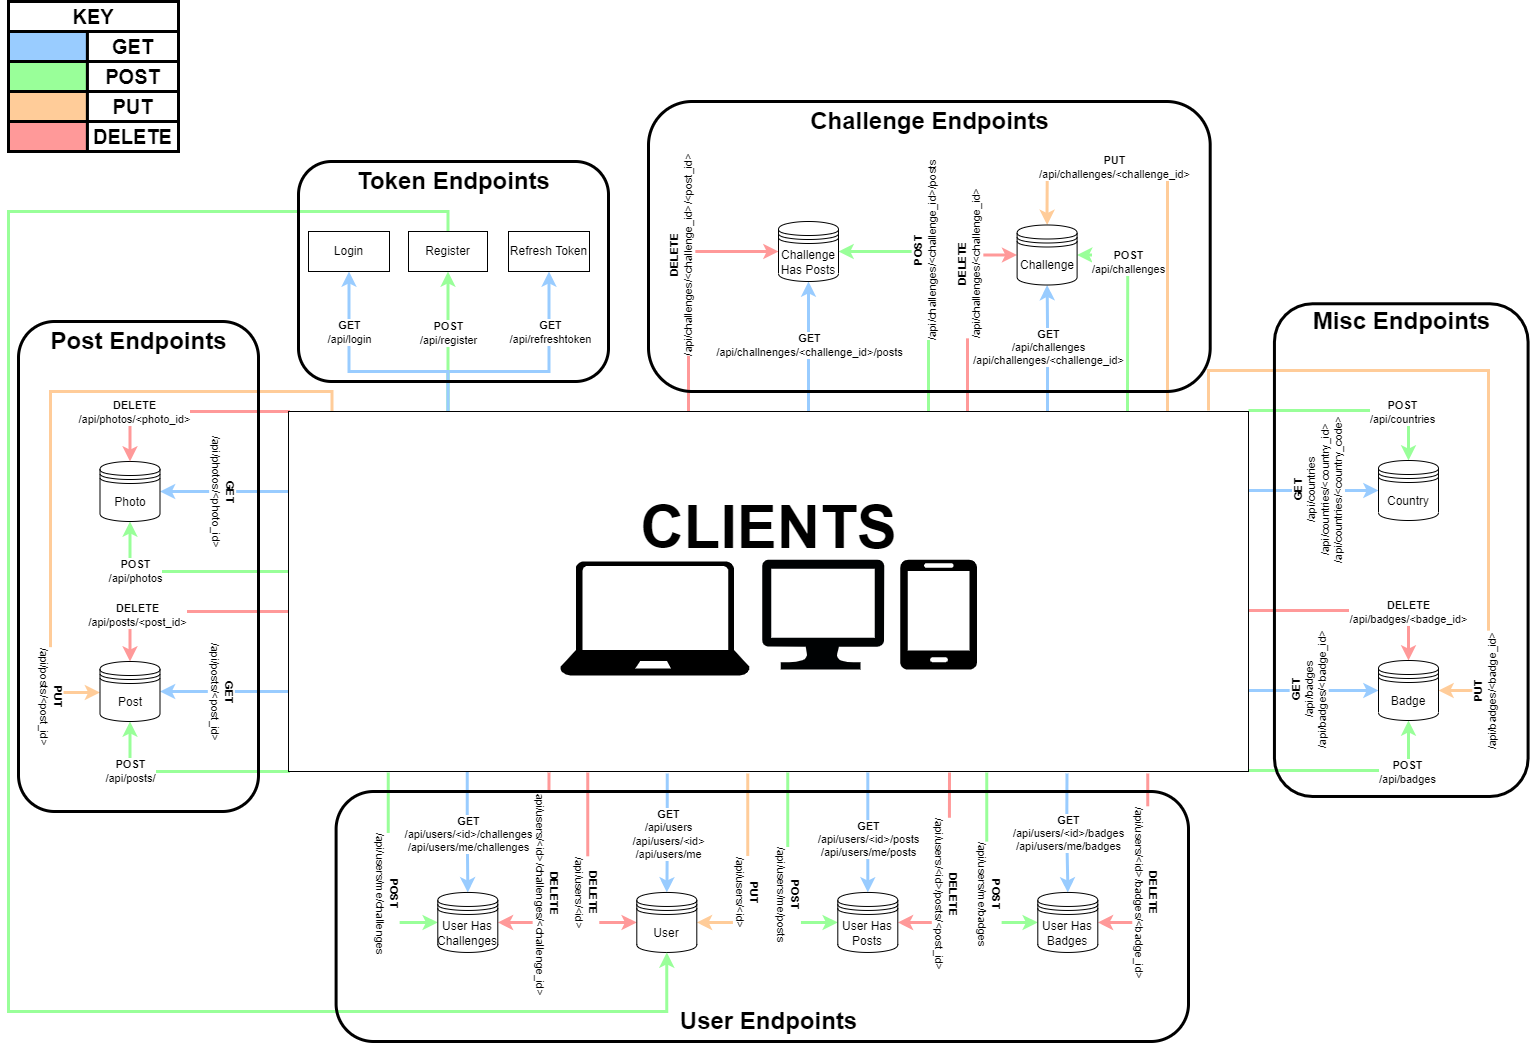 KEY
GET
POST
PUT
DELETE
Token Endpoints
Login
Register
Refresh Token
GET
/api/login
POST
/api/register
GET
/api/refreshtoken
Challenge Endpoints
DELETE
/api/challenges/<challenge_id>/<post_id>
Challenge
Has Posts
GET
/api/challnenges/<challenge_id>/posts
POST
/api/challenges/<challenge_id>/posts
DELETE
/api/challenges/<challenge_id>
PUT
/api/challenges/<challenge_id>
Challenge
POST
/api/challenges
GET
/api/challenges
/api/challenges/<challenge_id>
Post Endpoints
DELETE
/api/photos/<photo_id>
Photo
GET
/api/photos/<photo_id>
POST
/api/photos
DELETE
/api/posts/<post_id>
PUT
/api/posts/<post_id>
Post
GET
/api/posts/<post_id>
POST
/api/posts/
CLIENTS
Misc Endpoints
POST
/api/countries
GET
/api/countries
/api/countries/<country_id>
/api/countries/<country_code>
Country
DELETE
/api/badges/<badge_id>
GET
/api/badges
/api/badges/<badge_id>
Badge
PUT
/api/badges/<badge_id>
POST
/api/badges
POST
/api/users/me/challenges
GET
/api/users/<id>/challenges
/api/users/me/challenges
User Has
Challenges
DELETE
/api/users/<id>/challenges/<challenge_id>
DELETE
/api/users/<id>
GET
/api/users
/api/users/<id>
/api/users/me
User
PUT
/api/users/<id>
POST
/api/users/me/posts
GET
/api/users/<id>/posts
/api/users/me/posts
User Has
Posts
DELETE
/api/users/<id>/posts/<post_id>
POST
/api/users/me/badges
GET
/api/users/<id>/badges
/api/users/me/badges
User Has
Badges
DELETE
/api/users/<id>/badges/<badge_id>
User Endpoints